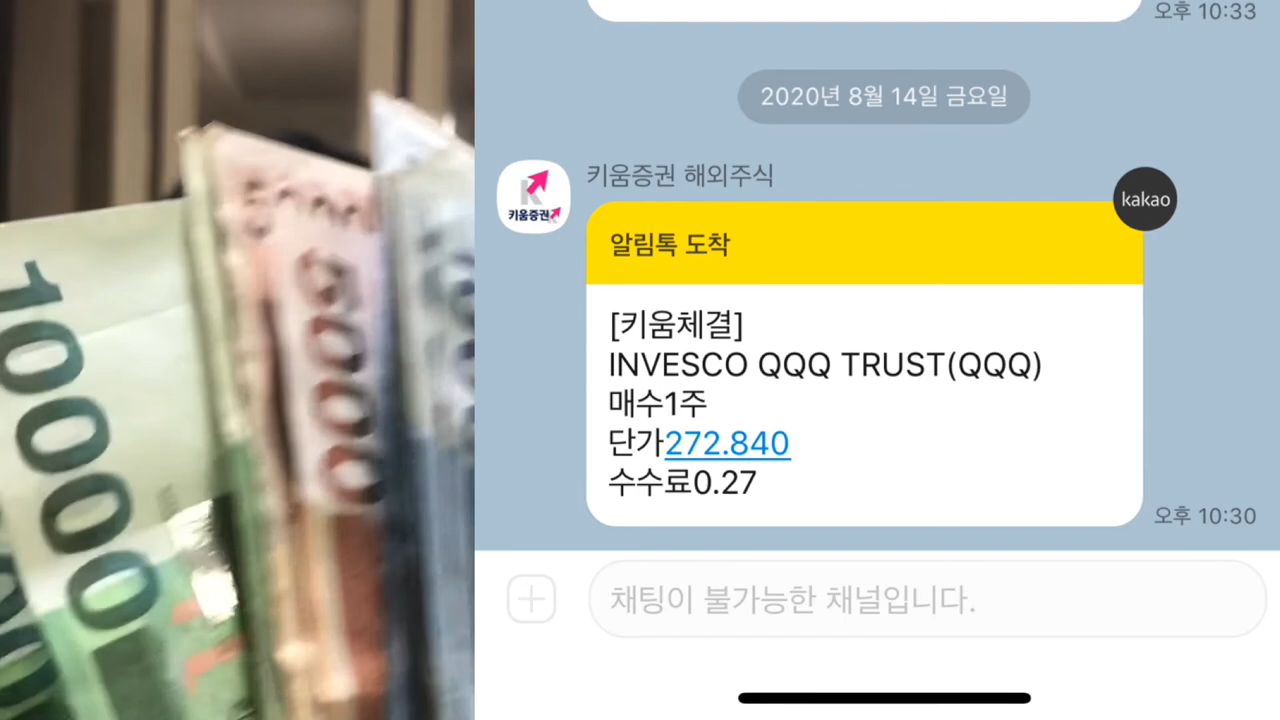 10000
5000
오후 10:33
2020년 8월 14일 금요일
키움증권 해외주식
K
키움증권
kakao
알림톡 도착
[키움체결]
INVESCO QQQ TRUST(QQQ)
매수1주
단가272.840
수수료0.27
오후 10:30
채팅이 불가능한 채널입니다.